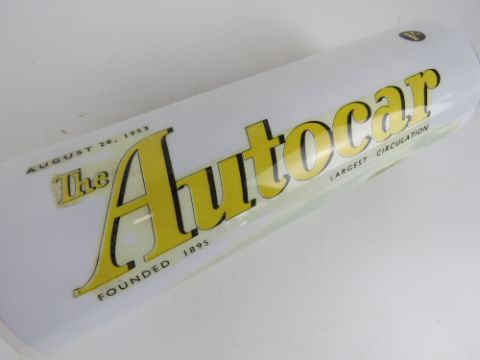 AUGUST 28, 1953
The Autocar
FOUNDED 1895
LARGEST CIRCULATION